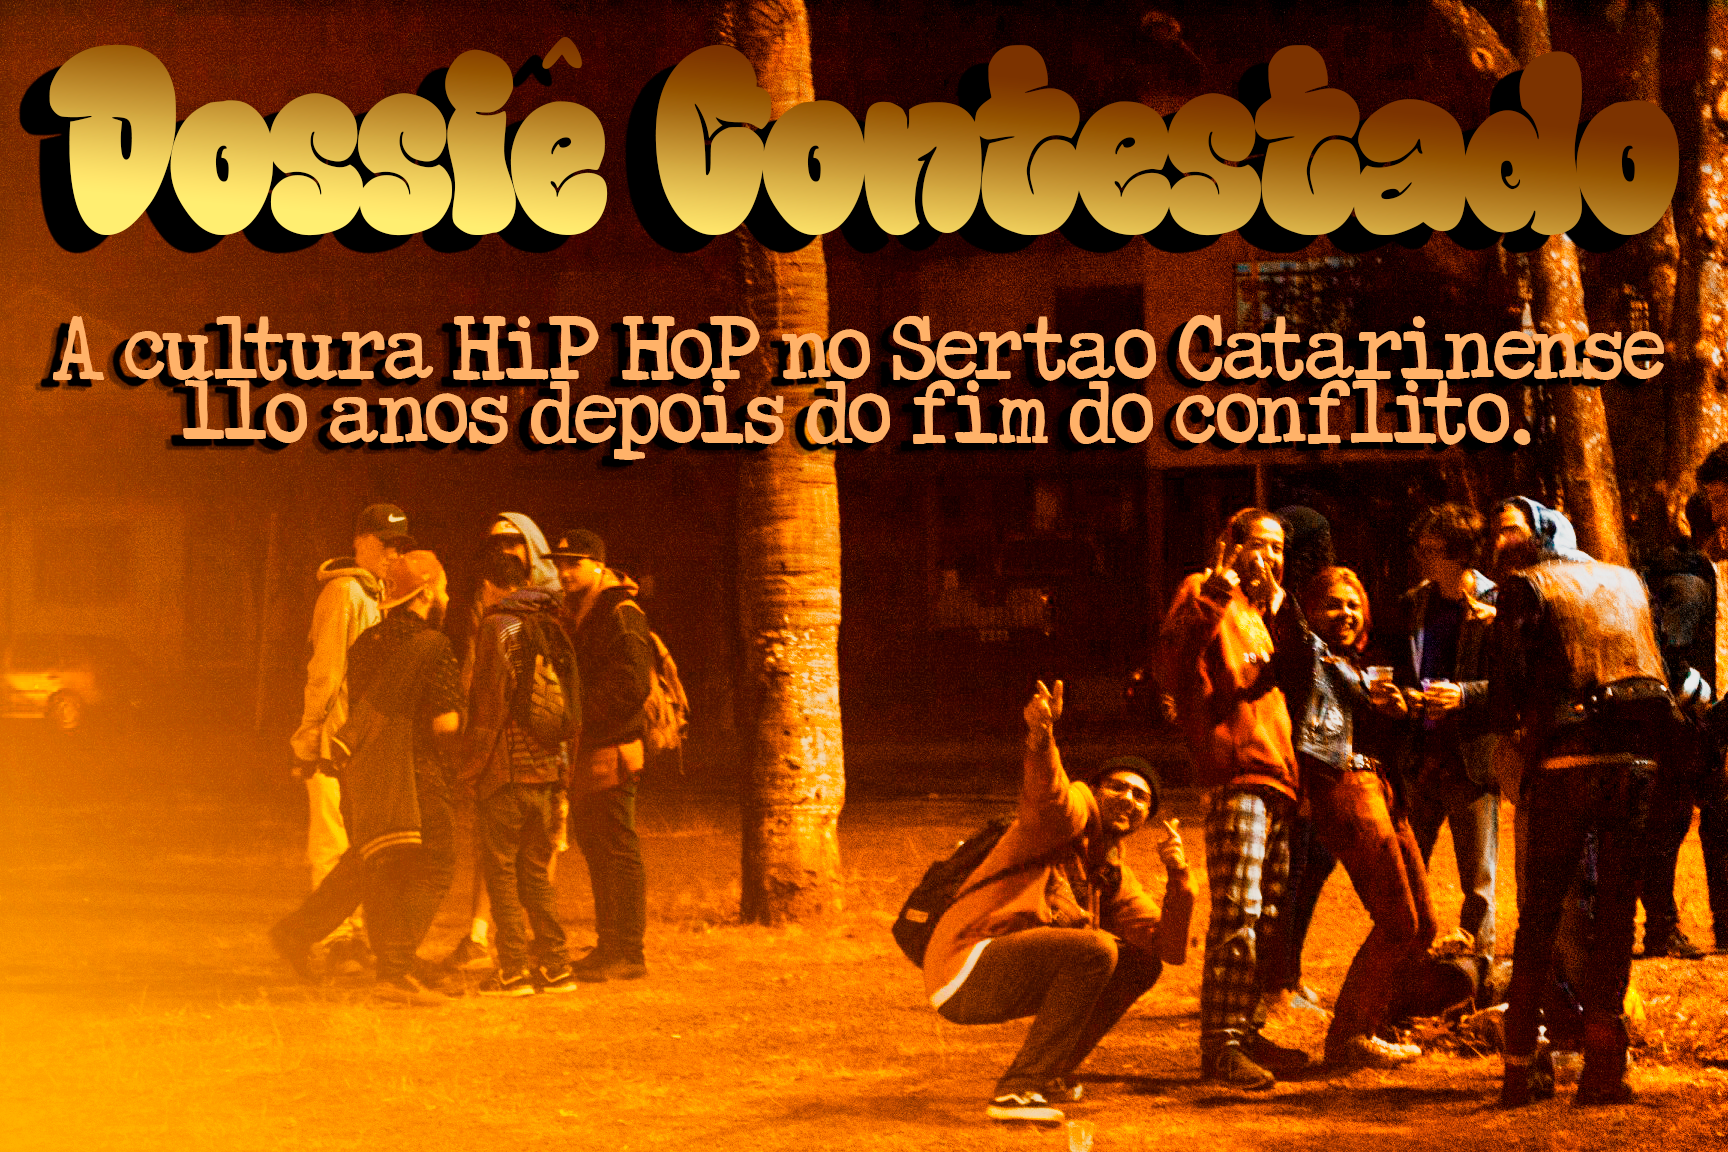 Dossiê Contestado
A cultura HiP HoP no Sertao Catarinense
110 anos depois do fim do conflito.